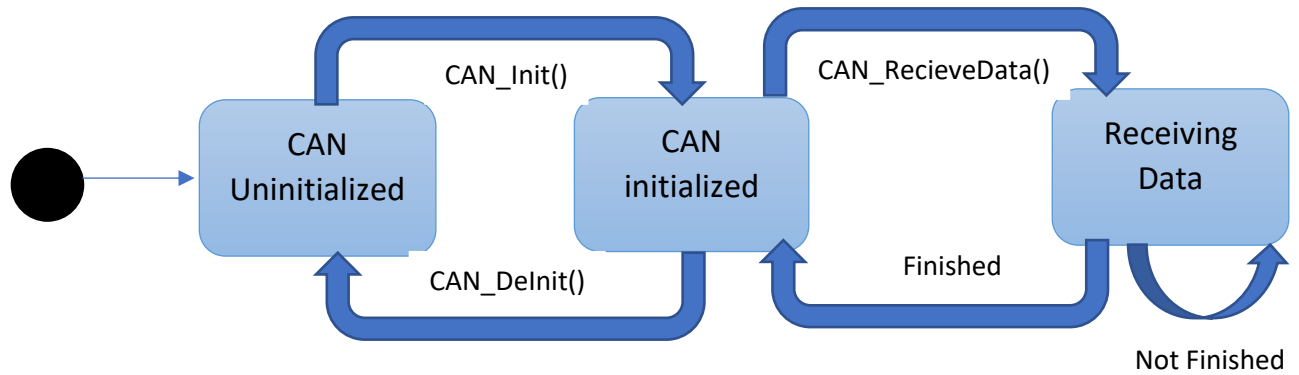 CAN_Init()
CAN_RecieveData()
CAN
Uninitialized
CAN
initialized
Receiving
Data
CAN_DeInit()
Finished
Not Finished